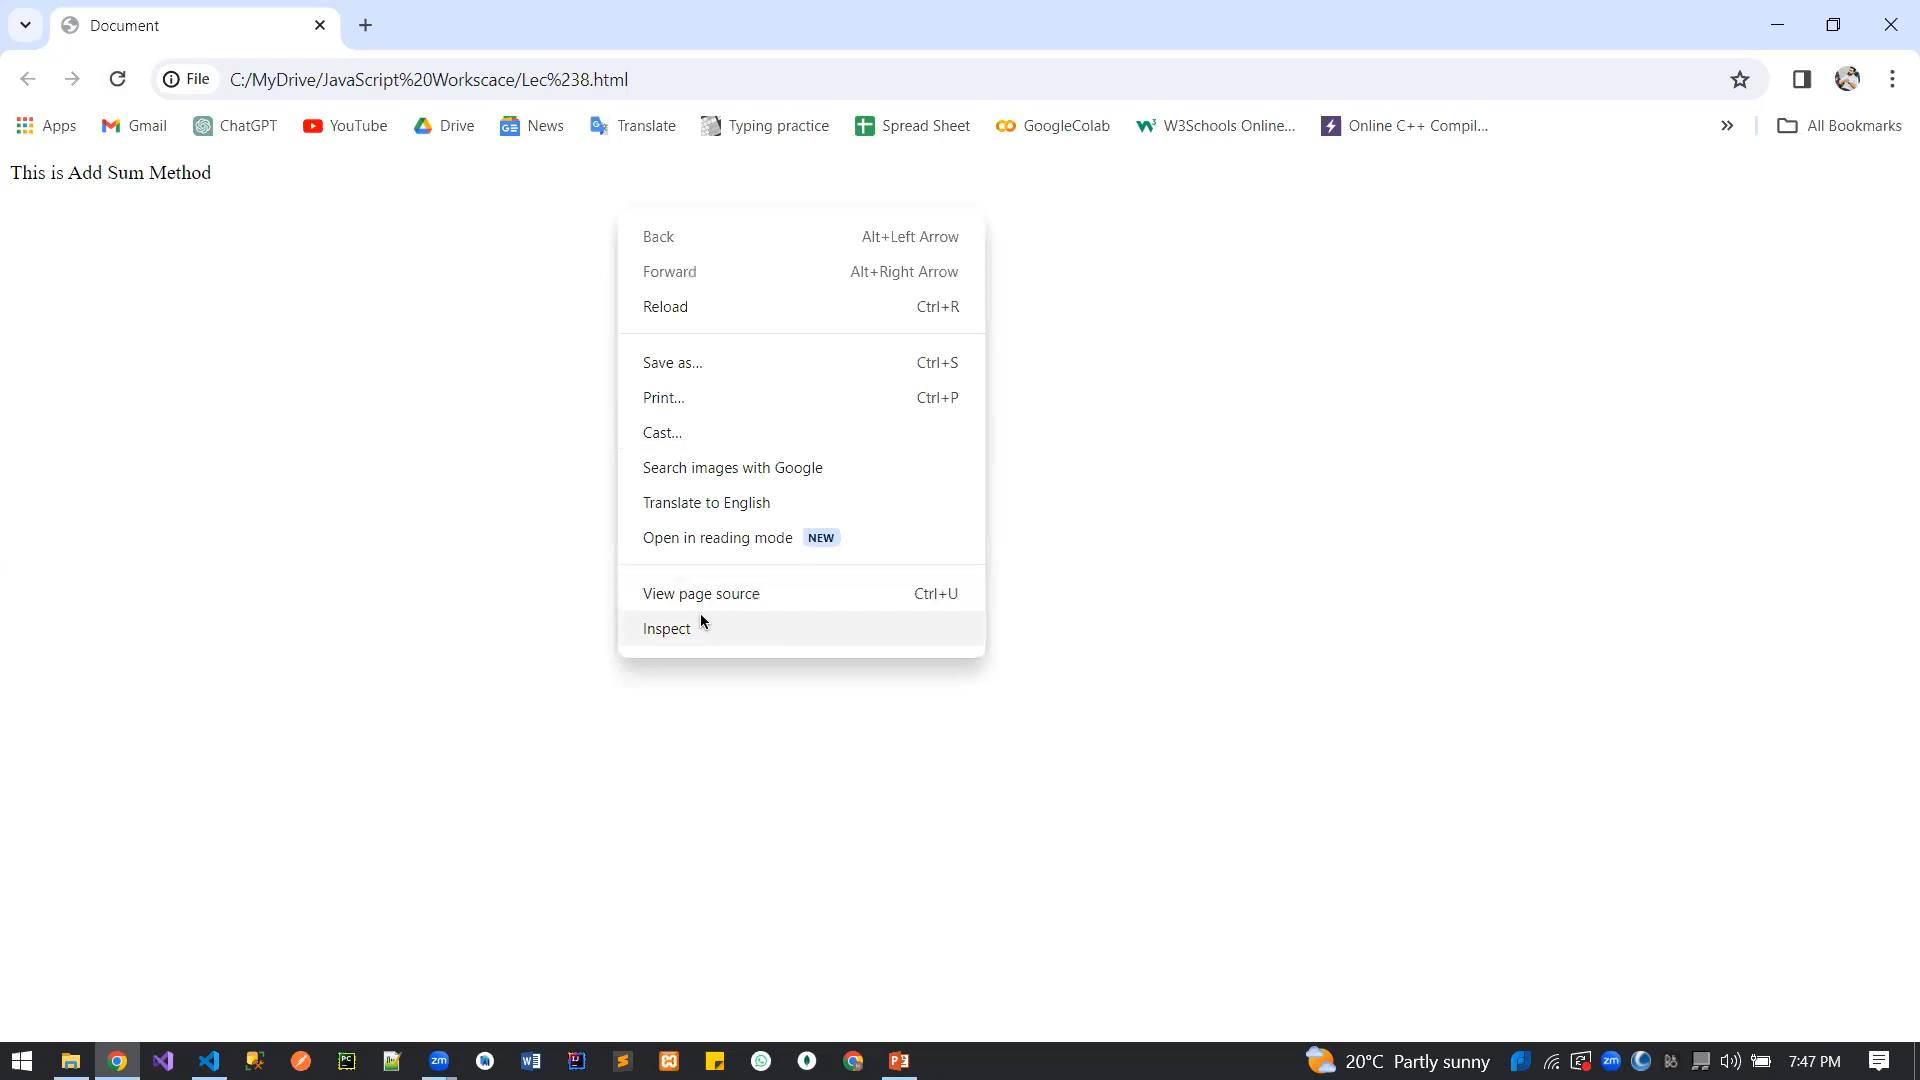 Document
File C:/MyDrive/JavaScript%20Workscace/Lec%238.html
Apps Gmail ChatGPT YouTube Drive News Translate Typing practice Spread Sheet GoogleColab W3Schools Online... Online C++ Compil... All Bookmarks
This is Add Sum Method
Back Alt+Left Arrow
Forward Alt+Right Arrow
Reload Ctrl+R
Save as... Ctrl+S
Print... Ctrl+P
Cast...
Search images with Google
Translate to English
Open in reading mode NEW
View page source Ctrl+U
Inspect
20°C Partly sunny 7:47 PM